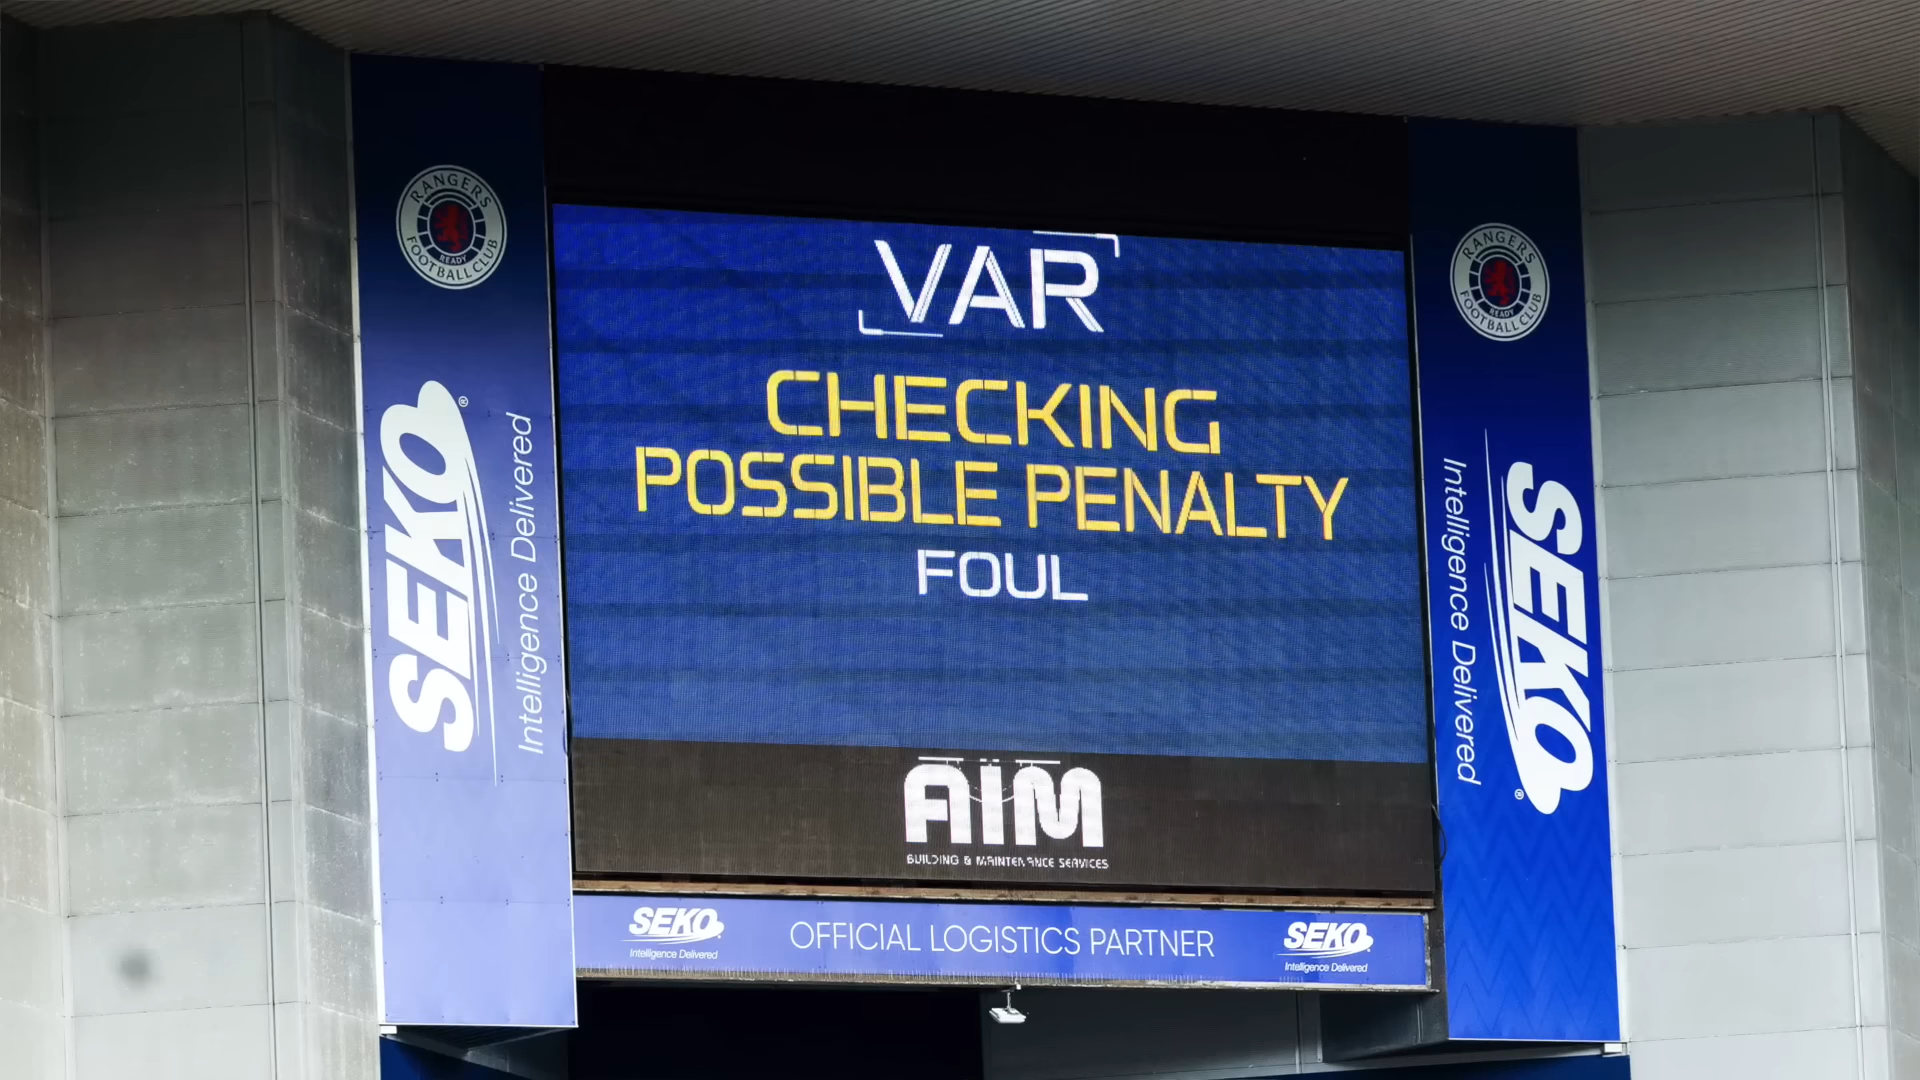 RANGERS
FOOTBALL CLUB
READY
SEKO®
Intelligence Delivered
VAR
CHECKING
POSSIBLE PENALTY
FOUL
AIM
BUILDING & MAINTENANCE SERVICES
SEKO
Intelligence Delivered
OFFICIAL LOGISTICS PARTNER
SEKO
Intelligence Delivered
RANGERS
FOOTBALL CLUB
READY
SEKO®
Intelligence Delivered